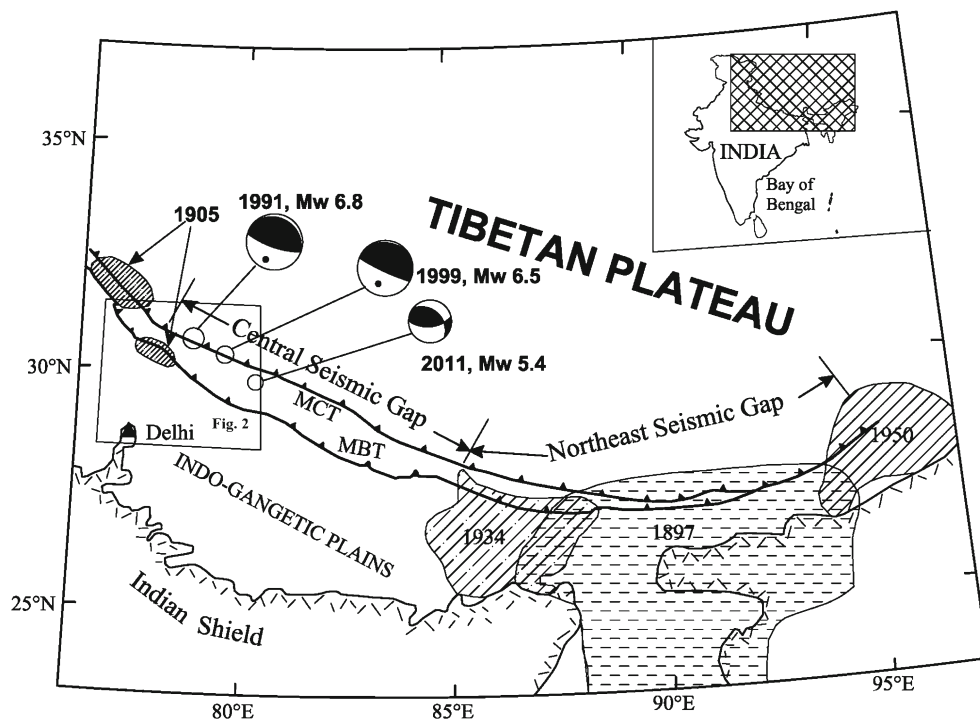 35°N
30°N
25°N
80°E
85°E
90°E
95°E
INDIA
Bay of
Bengal
1905
1991, Mw 6.8
1999, Mw 6.5
2011, Mw 5.4
TIBETAN PLATEAU
Central Seismic Gap
Northeast Seismic Gap
MCT
MBT
Fig. 2
Delhi
INDO-GANGETIC PLAINS
Indian Shield
1934
1897
1950